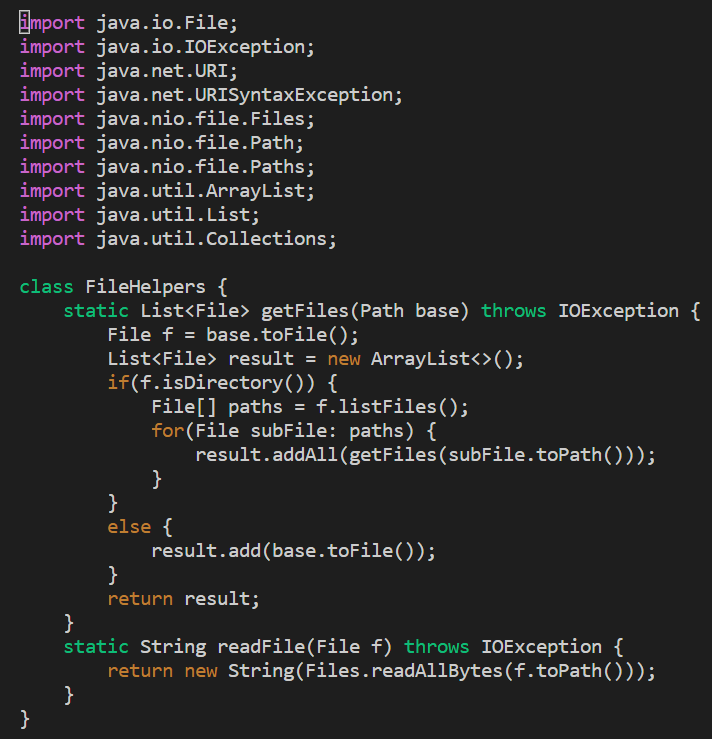 import java.io.File;
import java.io.IOException;
import java.net.URI;
import java.net.URISyntaxException;
import java.nio.file.Files;
import java.nio.file.Path;
import java.nio.file.Paths;
import java.util.ArrayList;
import java.util.List;
import java.util.Collections;

class FileHelpers {
    static List<File> getFiles(Path base) throws IOException {
        File f = base.toFile();
        List<File> result = new ArrayList<>();
        if(f.isDirectory()) {
            File[] paths = f.listFiles();
            for(File subFile: paths) {
                result.addAll(getFiles(subFile.toPath()));
            }
        }
        else {
            result.add(base.toFile());
        }
        return result;
    }
    static String readFile(File f) throws IOException {
        return new String(Files.readAllBytes(f.toPath()));
    }
}